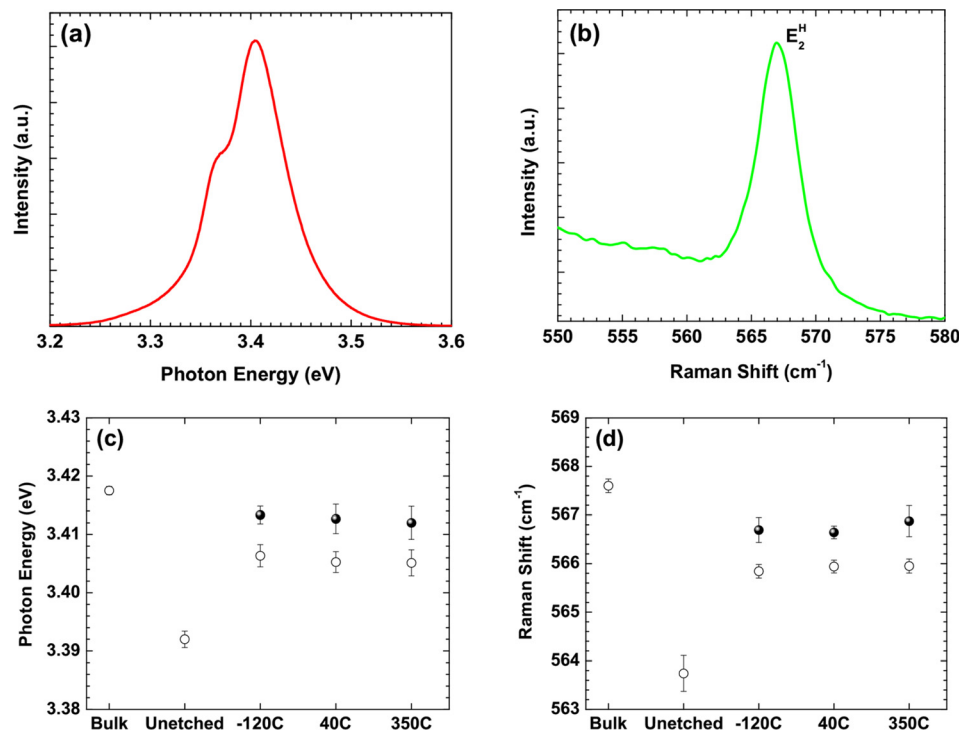 (a)
Intensity (a.u.)
3.2 3.3 3.4 3.5 3.6
Photon Energy (eV)
(b)
E₂ᴴ
Intensity (a.u.)
550 555 560 565 570 575 580
Raman Shift (cm⁻¹)
(c)
Photon Energy (eV)
3.43
3.42
3.41
3.40
3.39
3.38
Bulk Unetched -120C 40C 350C
(d)
Raman Shift (cm⁻¹)
569
568
567
566
565
564
563
Bulk Unetched -120C 40C 350C